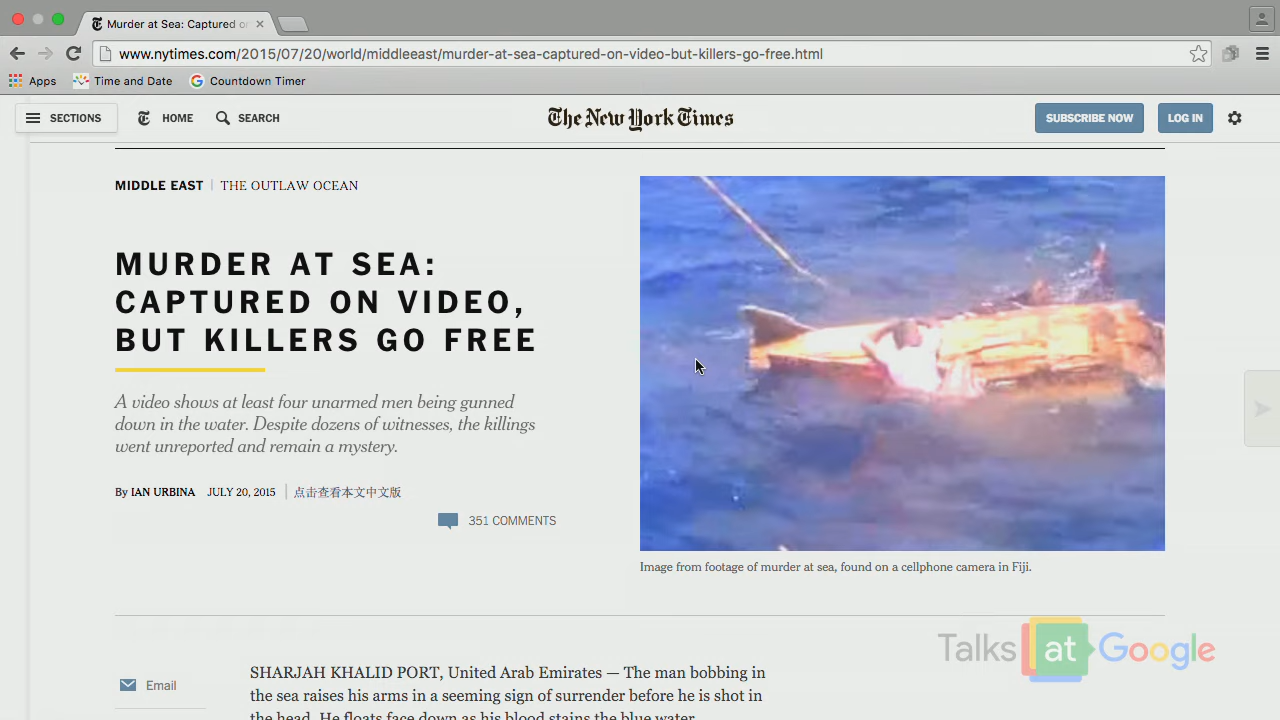 Murder at Sea: Captured o
www.nytimes.com/2015/07/20/world/middleeast/murder-at-sea-captured-on-video-but-killers-go-free.html
Apps Time and Date Countdown Timer
SECTIONS HOME SEARCH The New York Times SUBSCRIBE NOW LOG IN
MIDDLE EAST | THE OUTLAW OCEAN
MURDER AT SEA:
CAPTURED ON VIDEO,
BUT KILLERS GO FREE
A video shows at least four unarmed men being gunned
down in the water. Despite dozens of witnesses, the killings
went unreported and remain a mystery.
By IAN URBINA JULY 20, 2015 | 点击查看本文中文版
351 COMMENTS
Image from footage of murder at sea, found on a cellphone camera in Fiji.
Talks at Google
Email
SHARJAH KHALID PORT, United Arab Emirates — The man bobbing in
the sea raises his arms in a seeming sign of surrender before he is shot in
the head. He floats face down as his blood stains the blue water.